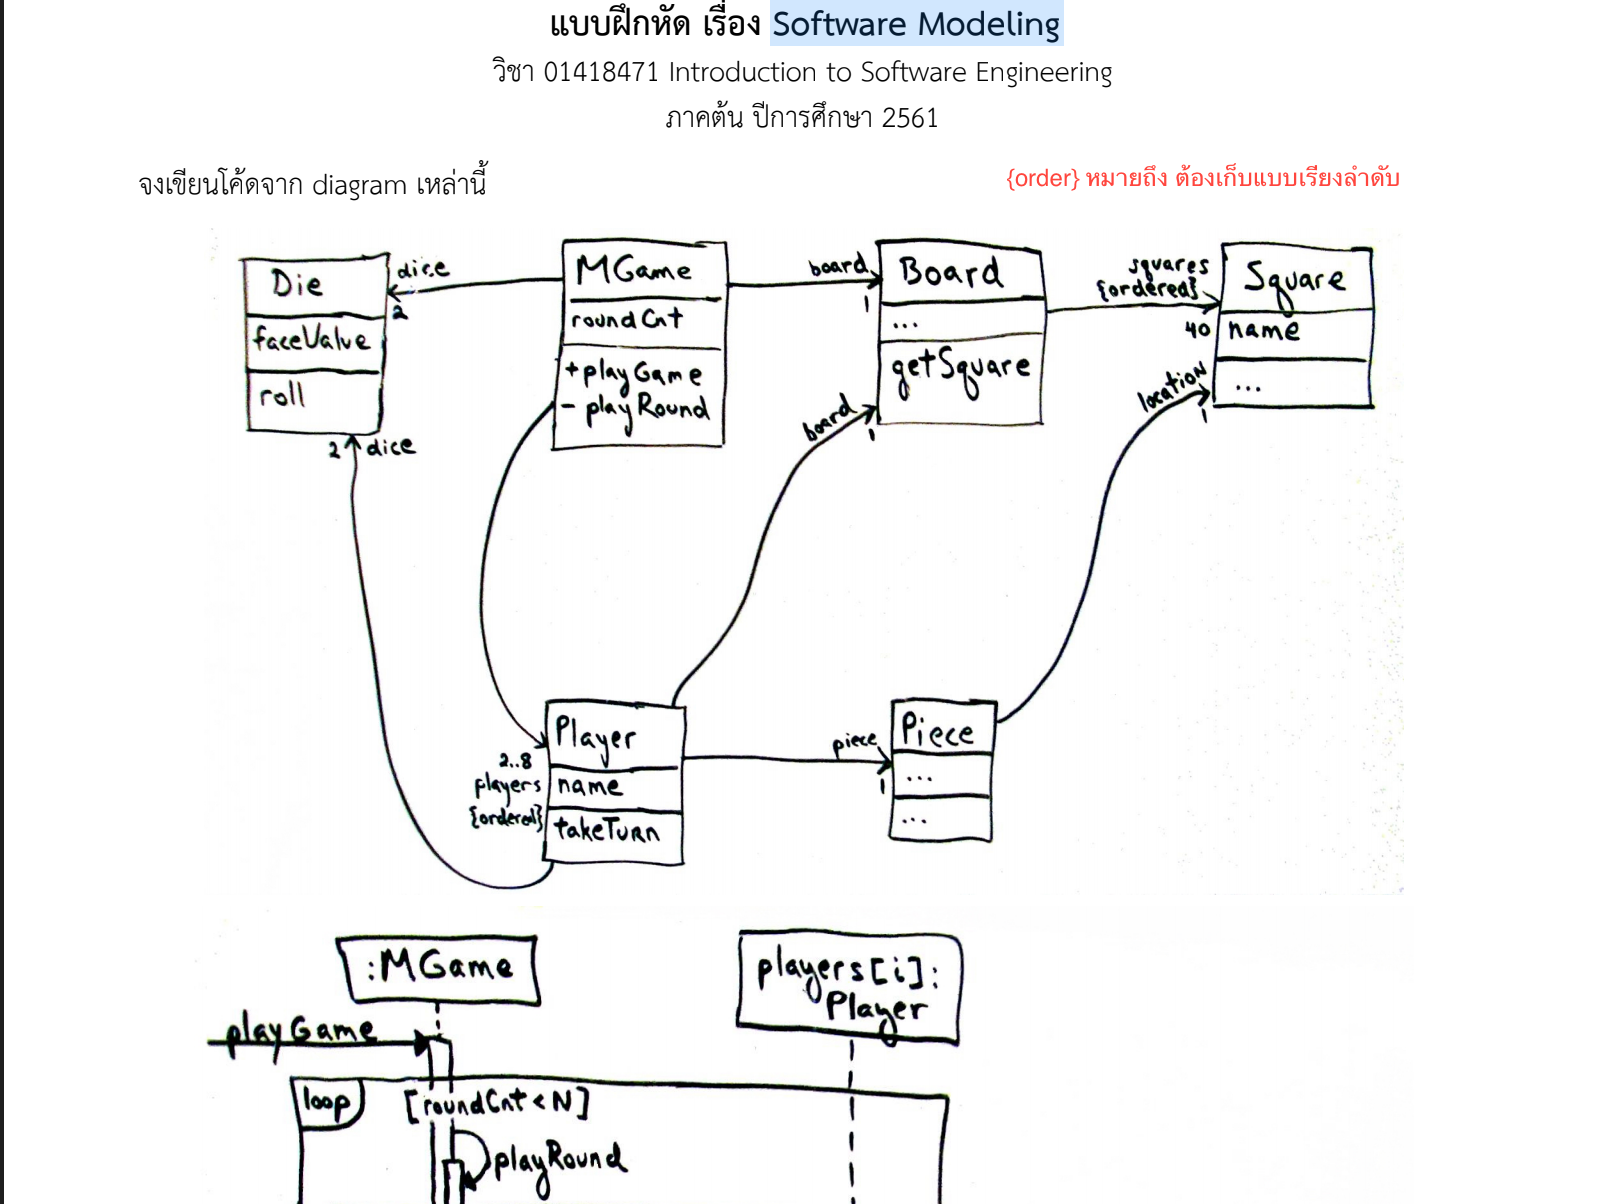 แบบฝึกหัด เรื่อง Software Modeling
วิชา 01418471 Introduction to Software Engineering
ภาคต้น ปีการศึกษา 2561
จงเขียนโค้ดจาก diagram เหล่านี้
{order} หมายถึง ต้องเก็บแบบเรียงลำดับ
Die
faceValue
roll
dice
2
2
dice
MGame
roundCnt
+playGame
- playRound
board
1
Board
...
getSquare
board
1
squares
{ordered}
40
Square
name
...
location
1
2..8
players
{ordered}
Player
name
takeTurn
piece
1
Piece
...
...
:MGame
players[i]:
Player
playGame
loop
[roundCnt < N]
playRound